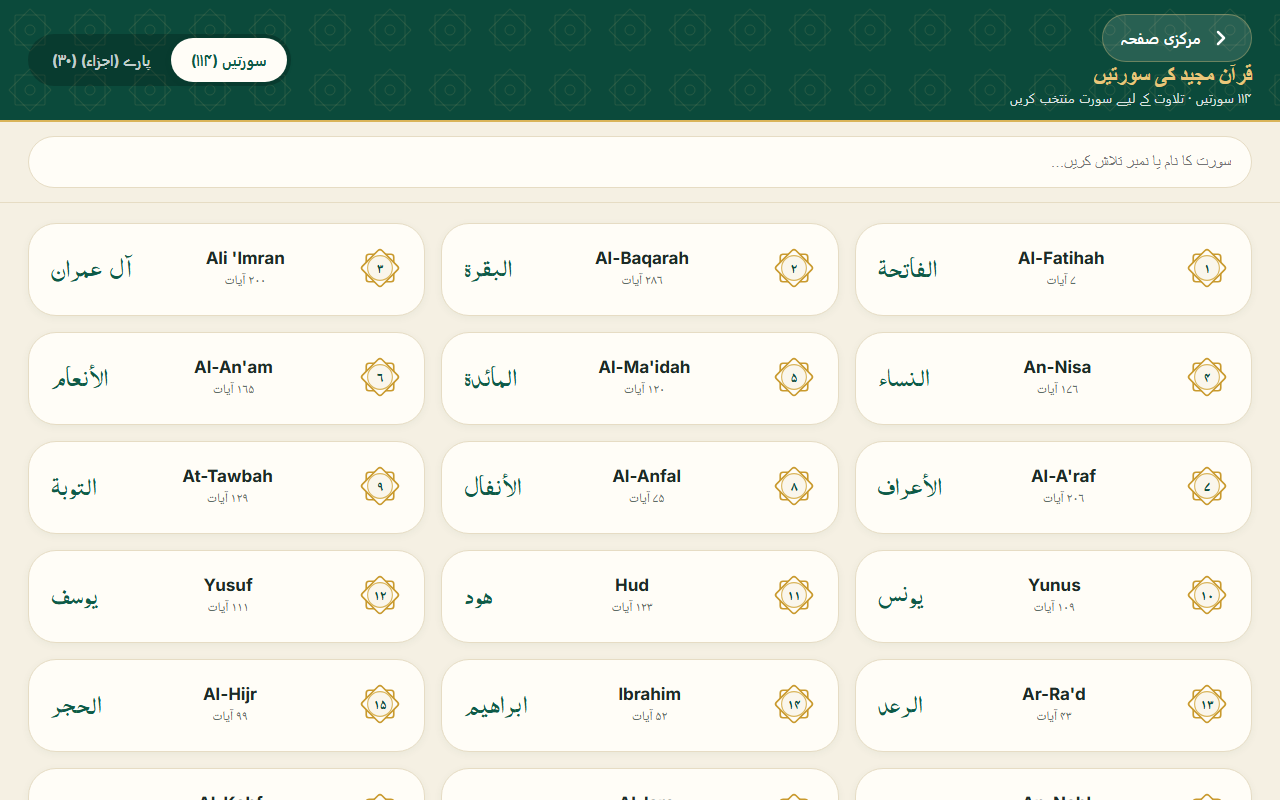 مرکزی صفحہ
قرآن مجید کی سورتیں
۱۱۴ سورتیں · تلاوت کے لیے سورت منتخب کریں
سورتیں (۱۱۴)
پارے (اجزاء) (۳۰)
سورت کا نام یا نمبر تلاش کریں...
۱
Al-Fatihah
۷ آیات
الفاتحة
۲
Al-Baqarah
۲۸۶ آیات
البقرة
۳
Ali 'Imran
۲۰۰ آیات
آل عمران
۴
An-Nisa
۱۷۶ آیات
النساء
۵
Al-Ma'idah
۱۲۰ آیات
المائدة
۶
Al-An'am
۱۶۵ آیات
الأنعام
۷
Al-A'raf
۲۰۶ آیات
الأعراف
۸
Al-Anfal
۷۵ آیات
الأنفال
۹
At-Tawbah
۱۲۹ آیات
التوبة
۱۰
Yunus
۱۰۹ آیات
يونس
۱۱
Hud
۱۲۳ آیات
هود
۱۲
Yusuf
۱۱۱ آیات
يوسف
۱۳
Ar-Ra'd
۴۳ آیات
الرعد
۱۴
Ibrahim
۵۲ آیات
ابراهيم
۱۵
Al-Hijr
۹۹ آیات
الحجر